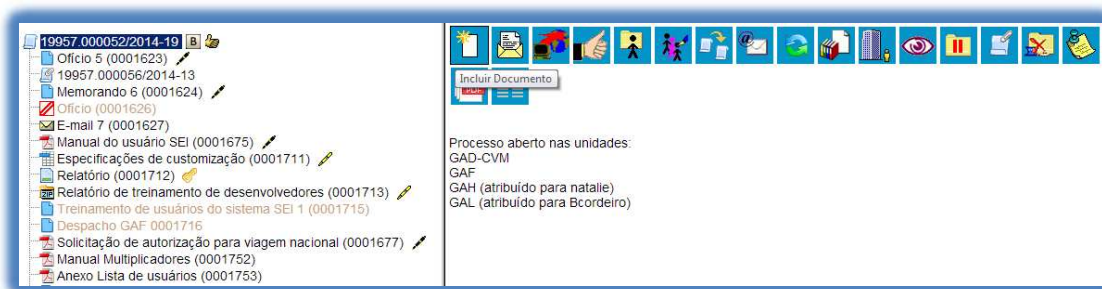 19957.000052/2014-19 B
Ofício 5 (0001623)
19957.000056/2014-13
Memorando 6 (0001624)
Ofício (0001626)
E-mail 7 (0001627)
Manual do usuário SEI (0001675)
Especificações de customização (0001711)
Relatório (0001712)
ZIP Relatório de treinamento de desenvolvedores (0001713)
Treinamento de usuários do sistema SEI 1 (0001715)
Despacho GAF 0001716
Solicitação de autorização para viagem nacional (0001677)
Manual Multiplicadores (0001752)
Anexo Lista de usuários (0001753)
Incluir Documento
PDF
Processo aberto nas unidades:
GAD-CVM
GAF
GAH (atribuído para natalie)
GAL (atribuído para Bcordeiro)